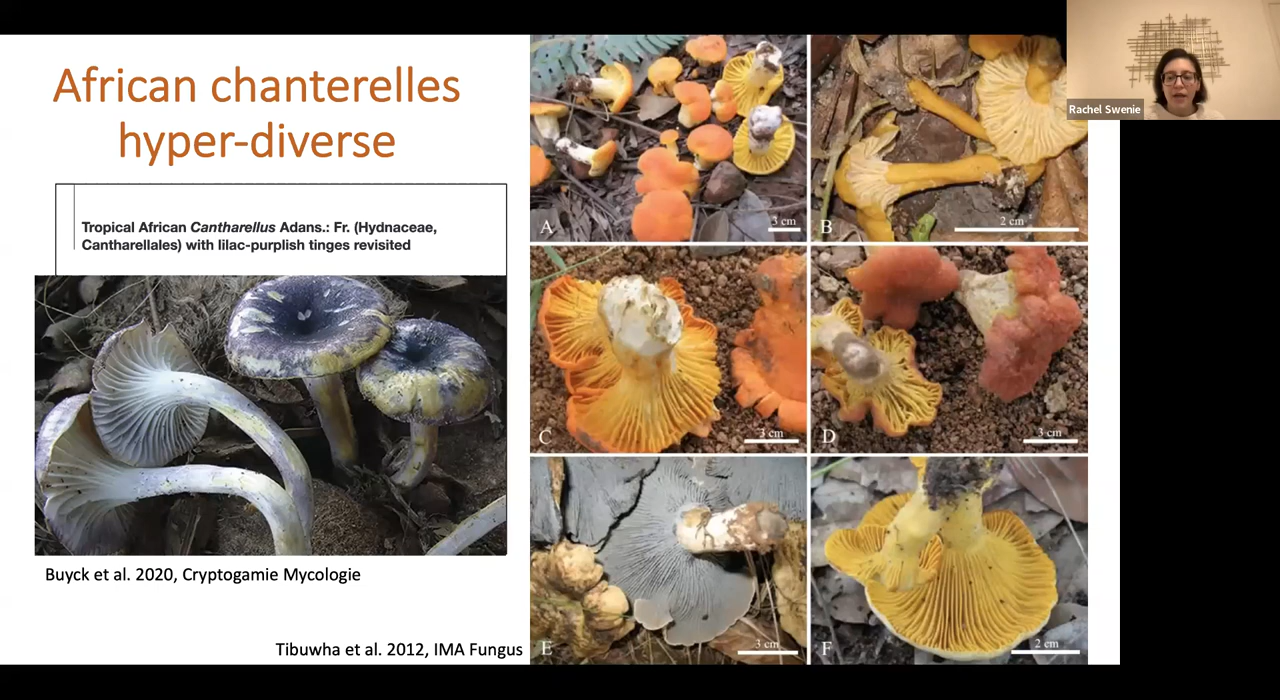 African chanterelles
hyper-diverse
Tropical African Cantharellus Adans.: Fr. (Hydnaceae,
Cantharellales) with lilac-purplish tinges revisited
Buyck et al. 2020, Cryptogamie Mycologie
Tibuwha et al. 2012, IMA Fungus
A
3 cm
B
2 cm
C
3 cm
D
3 cm
E
3 cm
F
2 cm
Rachel Swenie